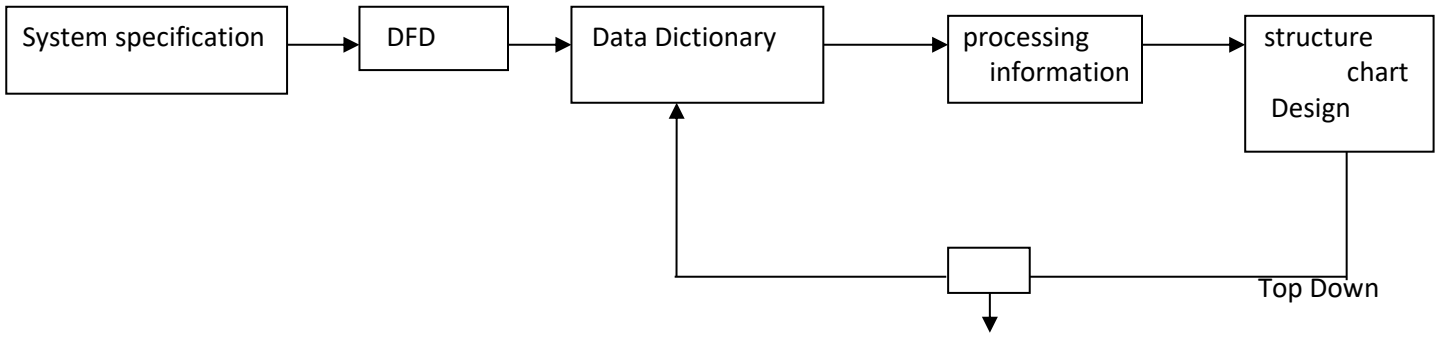 System specification
DFD
Data Dictionary
processing
information
structure
chart
Design
Top Down